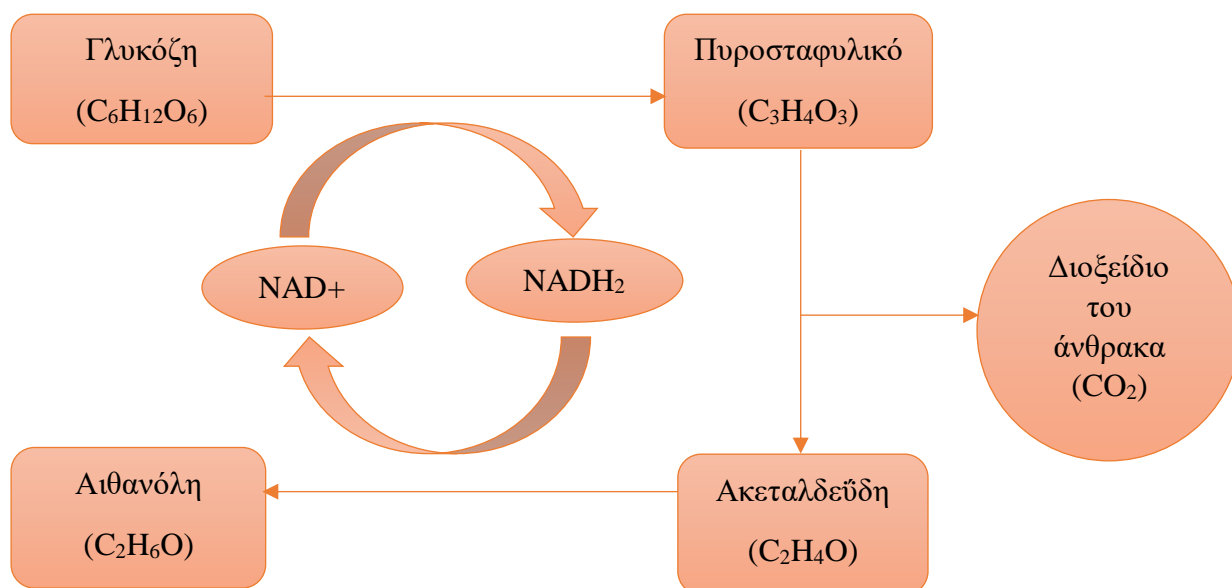 Γλυκόζη
(C₆H₁₂O₆)
Πυροσταφυλικό
(C₃H₄O₃)
NAD+
NADH₂
Διοξείδιο
του
άνθρακα
(CO₂)
Αιθανόλη
(C₂H₆O)
Ακεταλδεΰδη
(C₂H₄O)